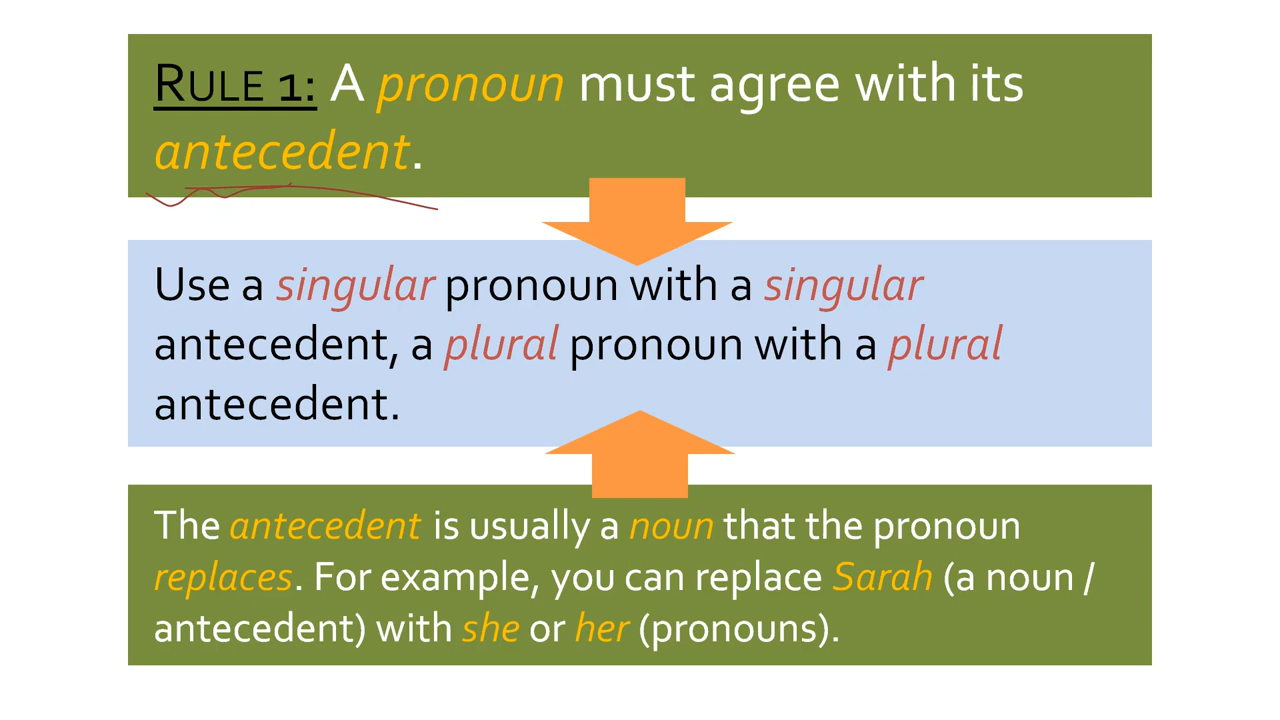 RULE 1: A pronoun must agree with its
antecedent.
Use a singular pronoun with a singular
antecedent, a plural pronoun with a plural
antecedent.
The antecedent is usually a noun that the pronoun
replaces. For example, you can replace Sarah (a noun /
antecedent) with she or her (pronouns).